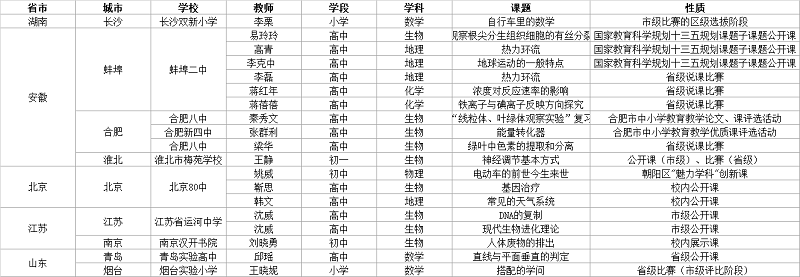 省市 城市 学校 教师 学段 学科 课题 性质
湖南 长沙 长沙双新小学 李栗 小学 数学 自行车里的数学 市级比赛的区级选拔阶段
安徽 蚌埠 蚌埠二中 易玲玲 高中 生物 观察根尖分生组织细胞的有丝分裂 国家教育科学规划十三五规划课题子课题公开课
高青 高中 地理 热力环流 国家教育科学规划十三五规划课题子课题公开课
李克中 高中 地理 地球运动的一般特点 国家教育科学规划十三五规划课题子课题公开课
李磊 高中 地理 热力环流 省级说课比赛
蒋红年 高中 化学 浓度对反应速率的影响 省级说课比赛
蒋蓓蓓 高中 化学 铁离子与碘离子反映方向探究 省级说课比赛
合肥 合肥八中 秦秀文 高中 生物 “线粒体、叶绿体观察实验”复习 合肥市中小学教育教学论文、课评选活动
合肥新四中 张群利 高中 生物 能量转化器 合肥市中小学教育教学优质课评选活动
合肥八中 梁华 高中 生物 绿叶中色素的提取和分离 省级说课比赛
淮北 淮北市梅苑学校 王静 初一 生物 神经调节基本方式 公开课（市级）、比赛（省级）
北京 北京 北京80中 姚威 初中 物理 电动车的前世今生来世 朝阳区“魅力学科”创新课
靳思 高中 生物 基因治疗 校内公开课
韩文 高中 地理 常见的天气系统 校内公开课
江苏 江苏 江苏省运河中学 沈威 高中 生物 DNA的复制 市级公开课
沈威 高中 生物 现代生物进化理论 市级公开课
南京 南京汉开书院 刘晓勇 初中 生物 人体废物的排出 校内展示课
山东 青岛 青岛实验高中 邱瑶 高中 数学 直线与平面垂直的判定 省级公开课
烟台 烟台实验小学 王晓妮 小学 数学 搭配的学问 省级比赛（市级评比阶段）